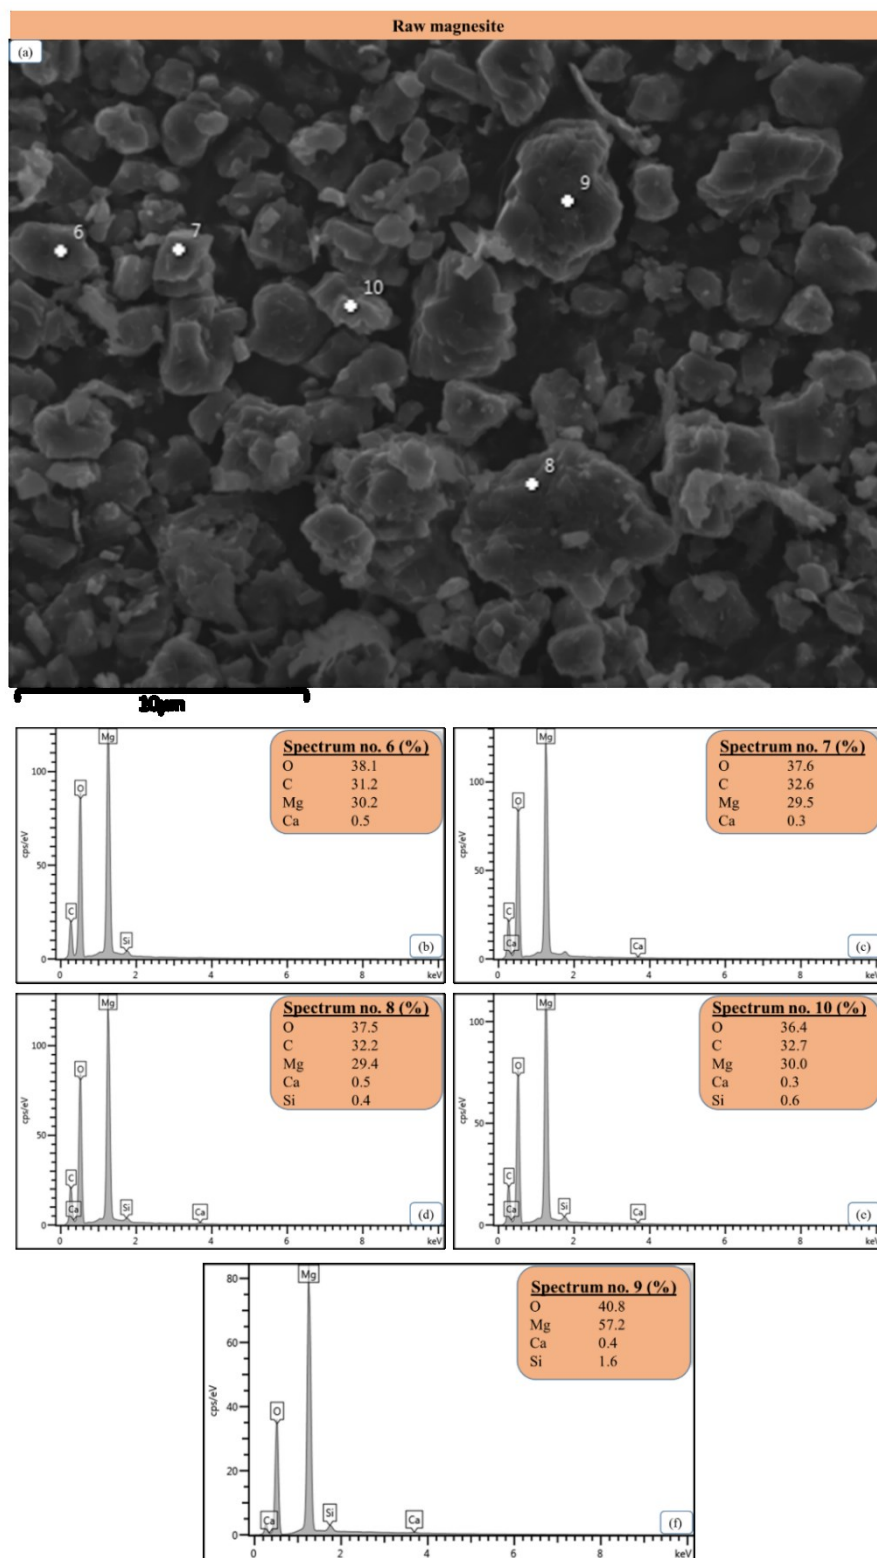 Raw magnesite
(a)
9
6
7
10
8
10µm
Mg
Spectrum no. 6 (%)
O 38.1
C 31.2
Mg 30.2
Ca 0.5
100
O
cps/eV
50
C
Si
(b)
0
0 2 4 6 8 keV
Mg
Spectrum no. 7 (%)
O 37.6
C 32.6
Mg 29.5
Ca 0.3
100
O
cps/eV
50
C
Ca
Ca
(c)
0
0 2 4 6 8 keV
Mg
Spectrum no. 8 (%)
O 37.5
C 32.2
Mg 29.4
Ca 0.5
Si 0.4
100
O
cps/eV
50
C
Ca
Si
Ca
(d)
0
0 2 4 6 8 keV
Mg
Spectrum no. 10 (%)
O 36.4
C 32.7
Mg 30.0
Ca 0.3
Si 0.6
100
O
cps/eV
50
C
Ca
Si
Ca
(e)
0
0 2 4 6 8 keV
80
Mg
Spectrum no. 9 (%)
O 40.8
Mg 57.2
Ca 0.4
Si 1.6
60
cps/eV
40
O
20
Ca
Si
Ca
(f)
0
0 2 4 6 8 keV